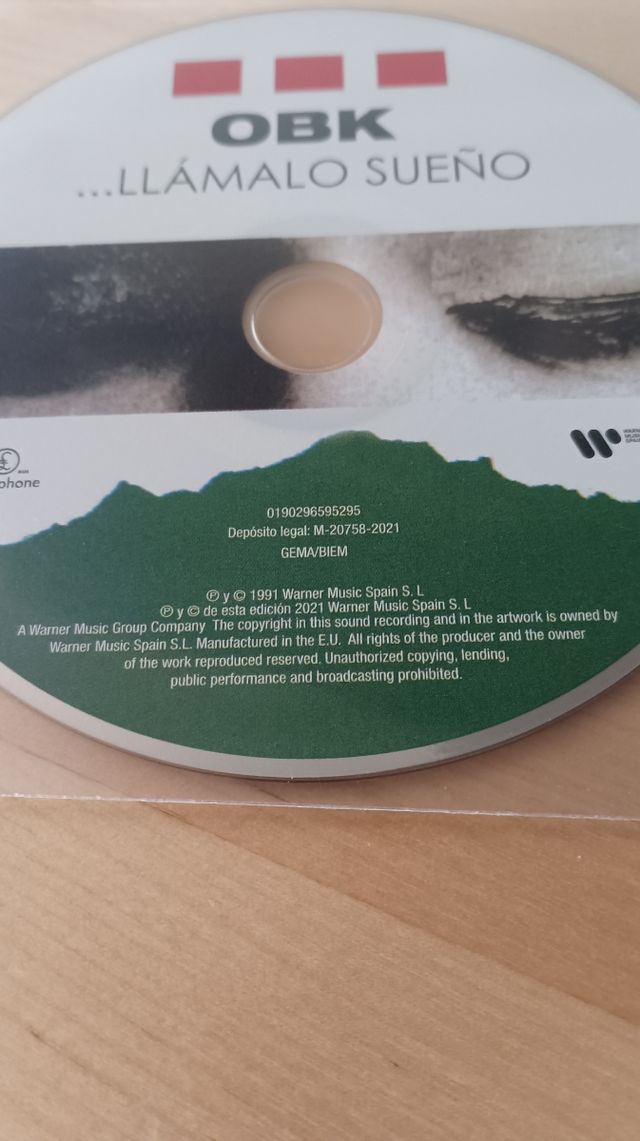 OBK
...LLÁMALO SUEÑO
phone
0190296595295
Depósito legal: M-20758-2021
GEMA/BIEM
℗ y © 1991 Warner Music Spain S. L
℗ y © de esta edición 2021 Warner Music Spain S. L
A Warner Music Group Company The copyright in this sound recording and in the artwork is owned by
Warner Music Spain S.L. Manufactured in the E.U. All rights of the producer and the owner
of the work reproduced reserved. Unauthorized copying, lending,
public performance and broadcasting prohibited.